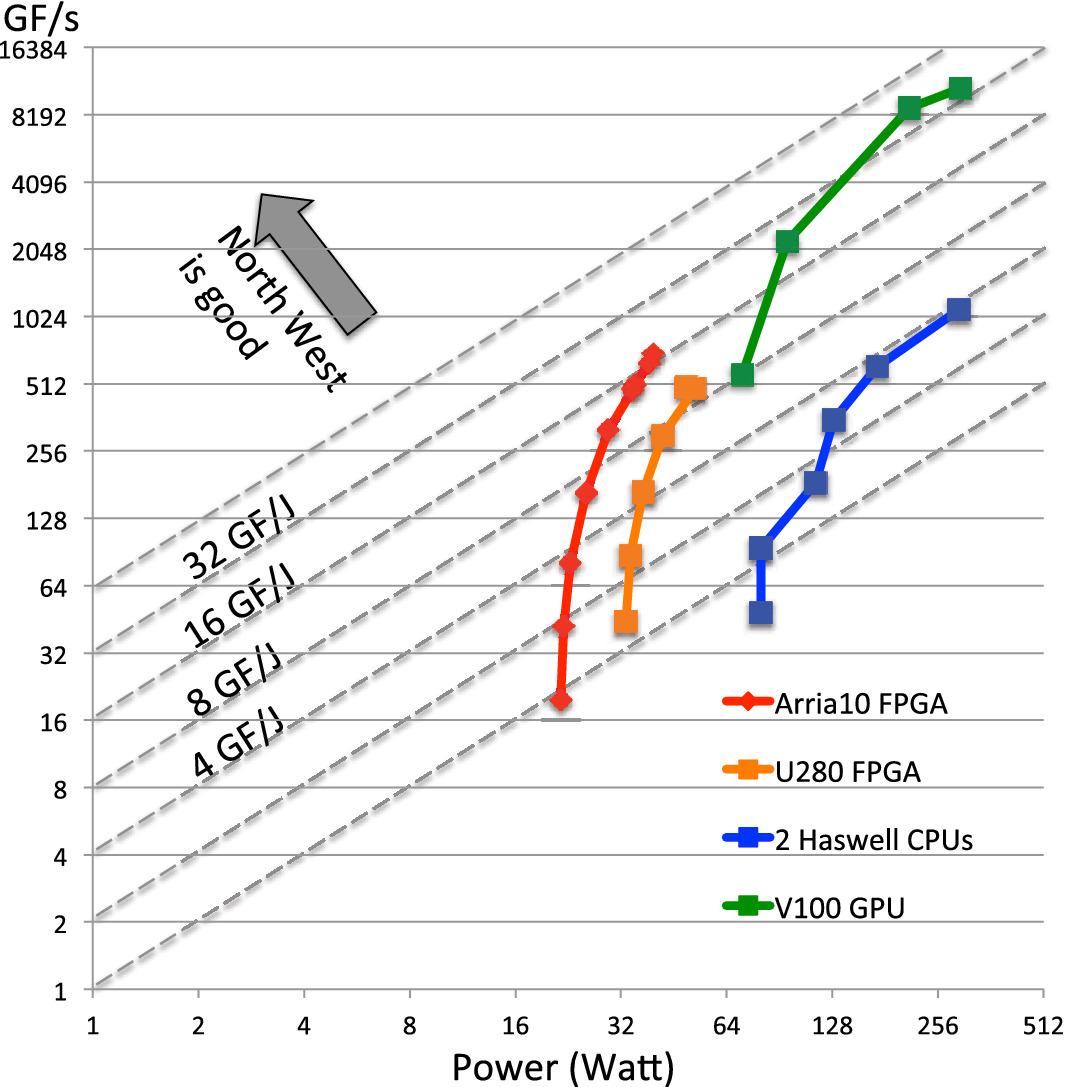 GF/s
16384
8192
4096
2048
1024
512
256
128
64
32
16
8
4
2
1
North West
is good
32 GF/J
16 GF/J
8 GF/J
4 GF/J
Arria10 FPGA
U280 FPGA
2 Haswell CPUs
V100 GPU
1 2 4 8 16 32 64 128 256 512
Power (Watt)